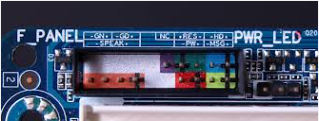 F_PANEL -GN+ -GD+ NC +RES- -HD+ PWR_LED
-SPEAK+ -PW+ -MSG+
2